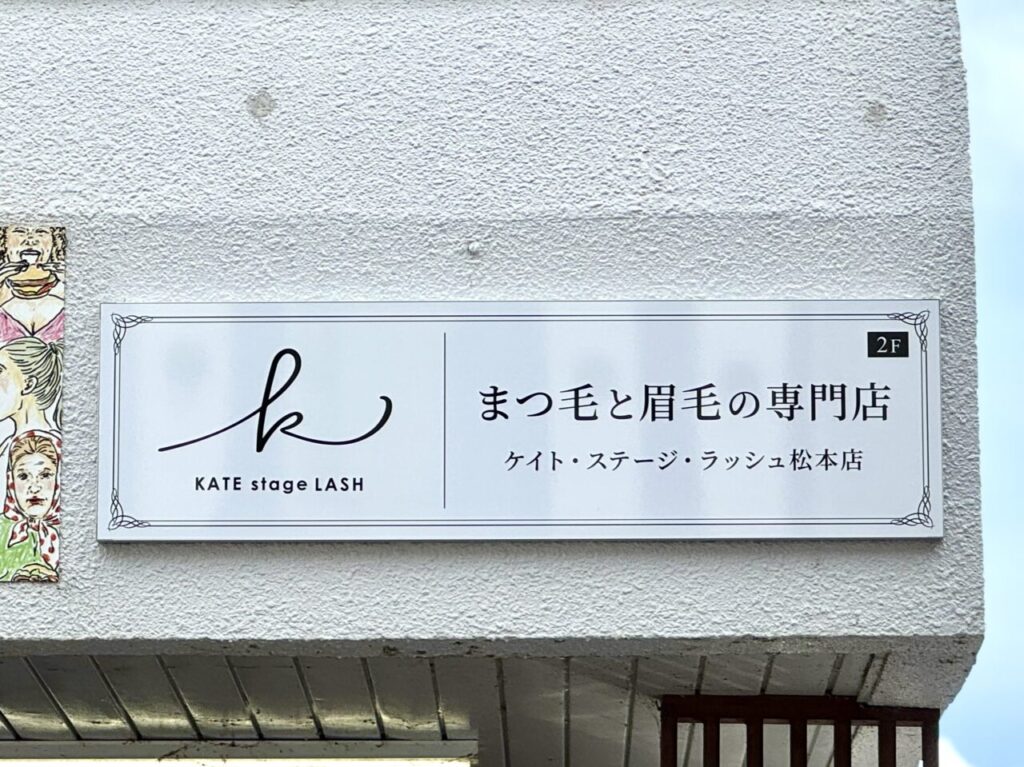 k
KATE stage LASH
2F
まつ毛と眉毛の専門店
ケイト・ステージ・ラッシュ松本店